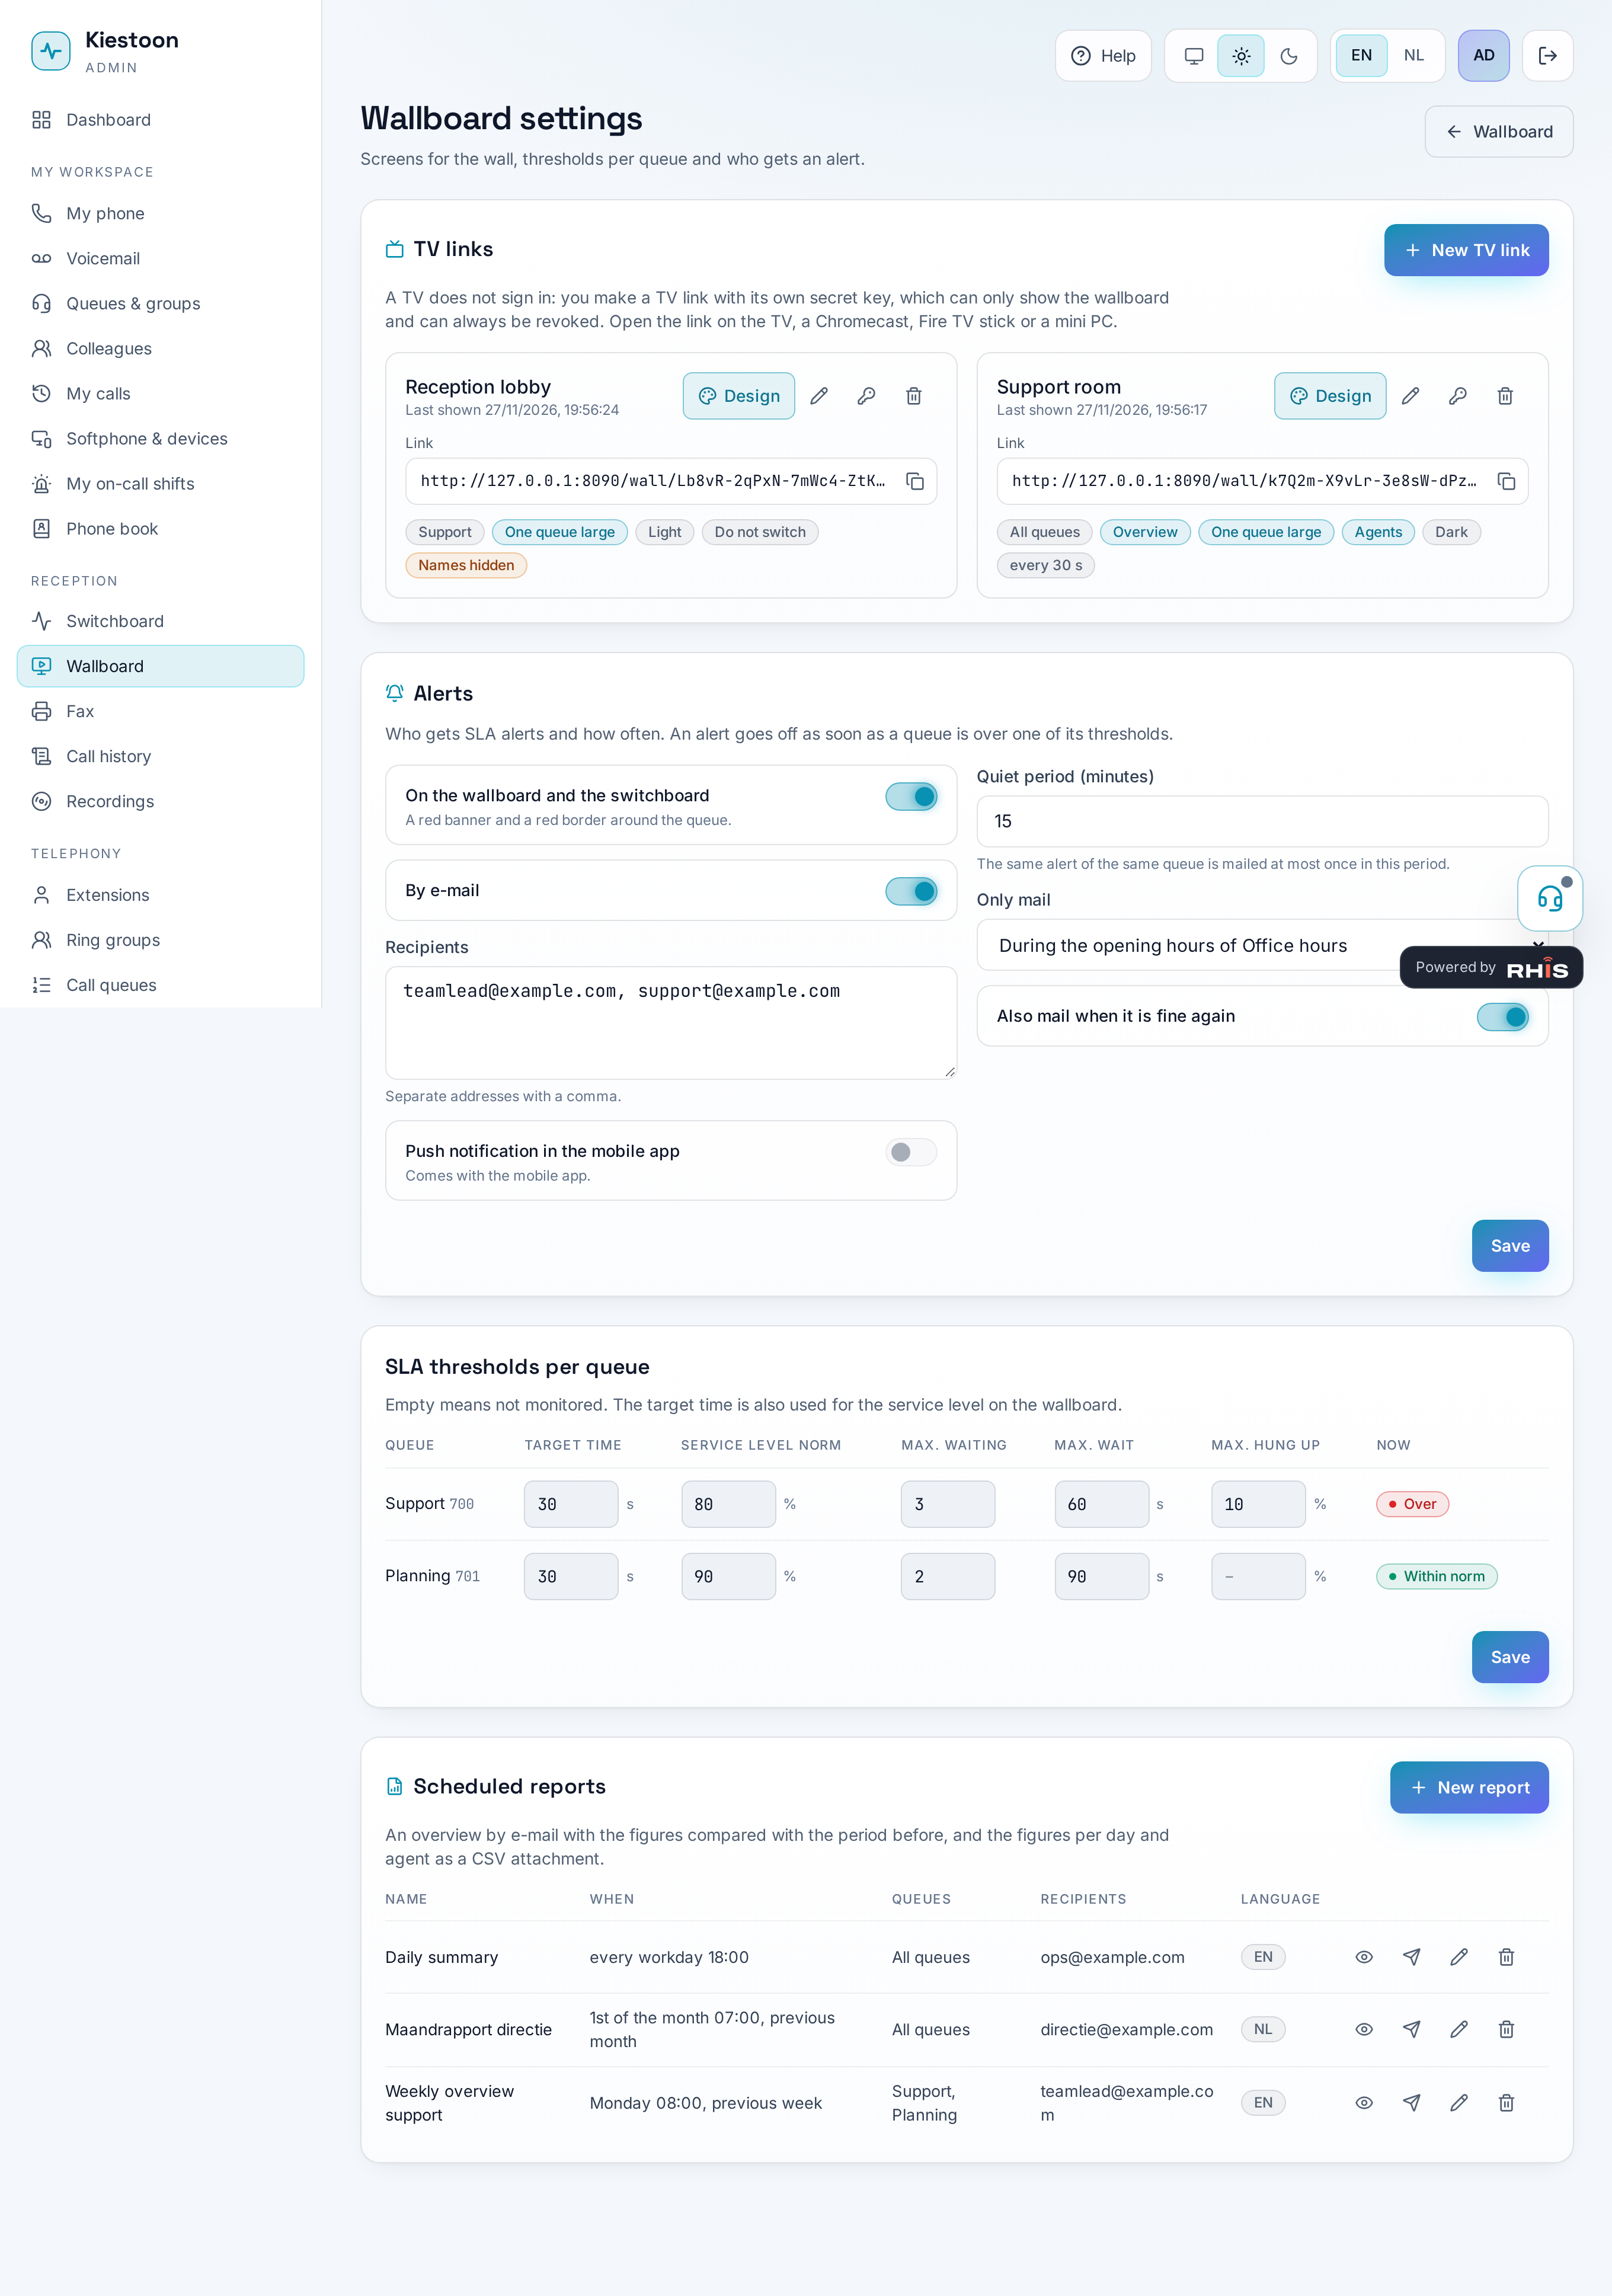 Kiestoon
ADMIN
Dashboard
MY WORKSPACE
My phone
Voicemail
Queues & groups
Colleagues
My calls
Softphone & devices
My on-call shifts
Phone book
RECEPTION
Switchboard
Wallboard
Fax
Call history
Recordings
TELEPHONY
Extensions
Ring groups
Call queues
Help
EN NL
AD
Wallboard settings
Wallboard
Screens for the wall, thresholds per queue and who gets an alert.
TV links
New TV link
A TV does not sign in: you make a TV link with its own secret key, which can only show the wallboard
and can always be revoked. Open the link on the TV, a Chromecast, Fire TV stick or a mini PC.
Reception lobby
Last shown 27/11/2026, 19:56:24
Design
Link
http://127.0.0.1:8090/wall/Lb8vR-2qPxN-7mWc4-ZtK…
Support One queue large Light Do not switch
Names hidden
Support room
Last shown 27/11/2026, 19:56:17
Design
Link
http://127.0.0.1:8090/wall/k7Q2m-X9vLr-3e8sW-dPz…
All queues Overview One queue large Agents Dark
every 30 s
Alerts
Who gets SLA alerts and how often. An alert goes off as soon as a queue is over one of its thresholds.
On the wallboard and the switchboard
A red banner and a red border around the queue.
By e-mail
Recipients
teamlead@example.com, support@example.com
Separate addresses with a comma.
Push notification in the mobile app
Comes with the mobile app.
Quiet period (minutes)
15
The same alert of the same queue is mailed at most once in this period.
Only mail
During the opening hours of Office hours
Powered by RHIS
Also mail when it is fine again
Save
SLA thresholds per queue
Empty means not monitored. The target time is also used for the service level on the wallboard.
QUEUE TARGET TIME SERVICE LEVEL NORM MAX. WAITING MAX. WAIT MAX. HUNG UP NOW
Support 700 30 s 80 % 3 60 s 10 % Over
Planning 701 30 s 90 % 2 90 s – % Within norm
Save
Scheduled reports
New report
An overview by e-mail with the figures compared with the period before, and the figures per day and
agent as a CSV attachment.
NAME WHEN QUEUES RECIPIENTS LANGUAGE
Daily summary every workday 18:00 All queues ops@example.com EN
Maandrapport directie 1st of the month 07:00, previous
month All queues directie@example.com NL
Weekly overview
support Monday 08:00, previous week Support,
Planning teamlead@example.co
m EN